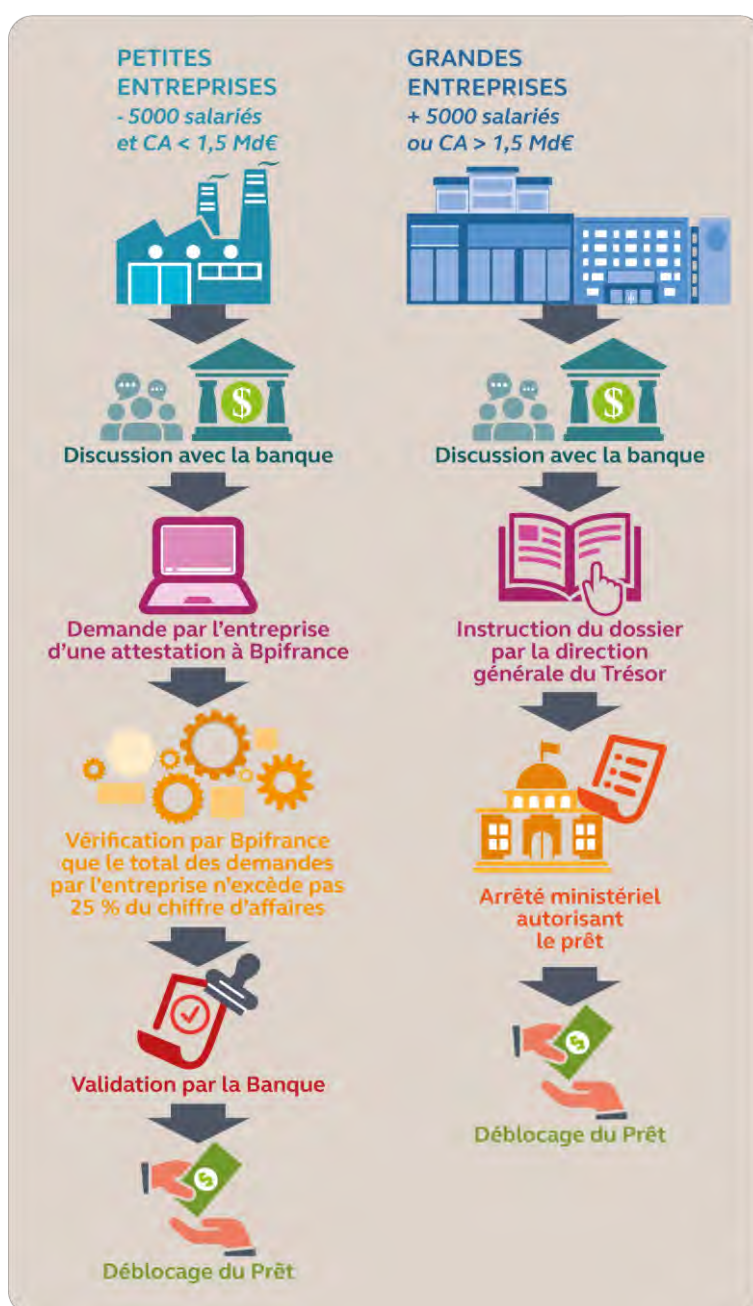 PETITES
ENTREPRISES
- 5000 salariés
et CA < 1,5 Md€
GRANDES
ENTREPRISES
+ 5000 salariés
ou CA > 1,5 Md€
$
Discussion avec la banque
$
Discussion avec la banque
Demande par l'entreprise
d'une attestation à Bpifrance
Instruction du dossier
par la direction
générale du Trésor
Vérification par Bpifrance
que le total des demandes
par l'entreprise n'excède pas
25 % du chiffre d'affaires
Arrêté ministériel
autorisant
le prêt
Validation par la Banque
$
Déblocage du Prêt
$
Déblocage du Prêt